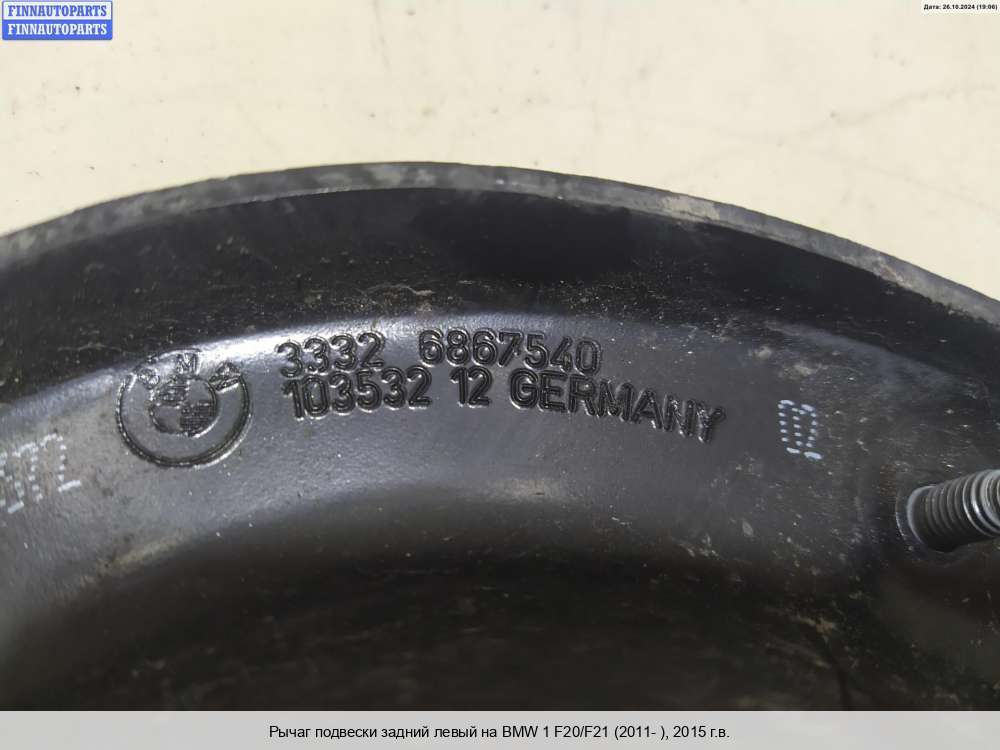 FINNAUTOPARTS
FINNAUTOPARTS
Дата: 26.10.2024 (19:06)
BMW
3332 6867540
103532 12 GERMANY
Рычаг подвески задний левый на BMW 1 F20/F21 (2011- ), 2015 г.в.